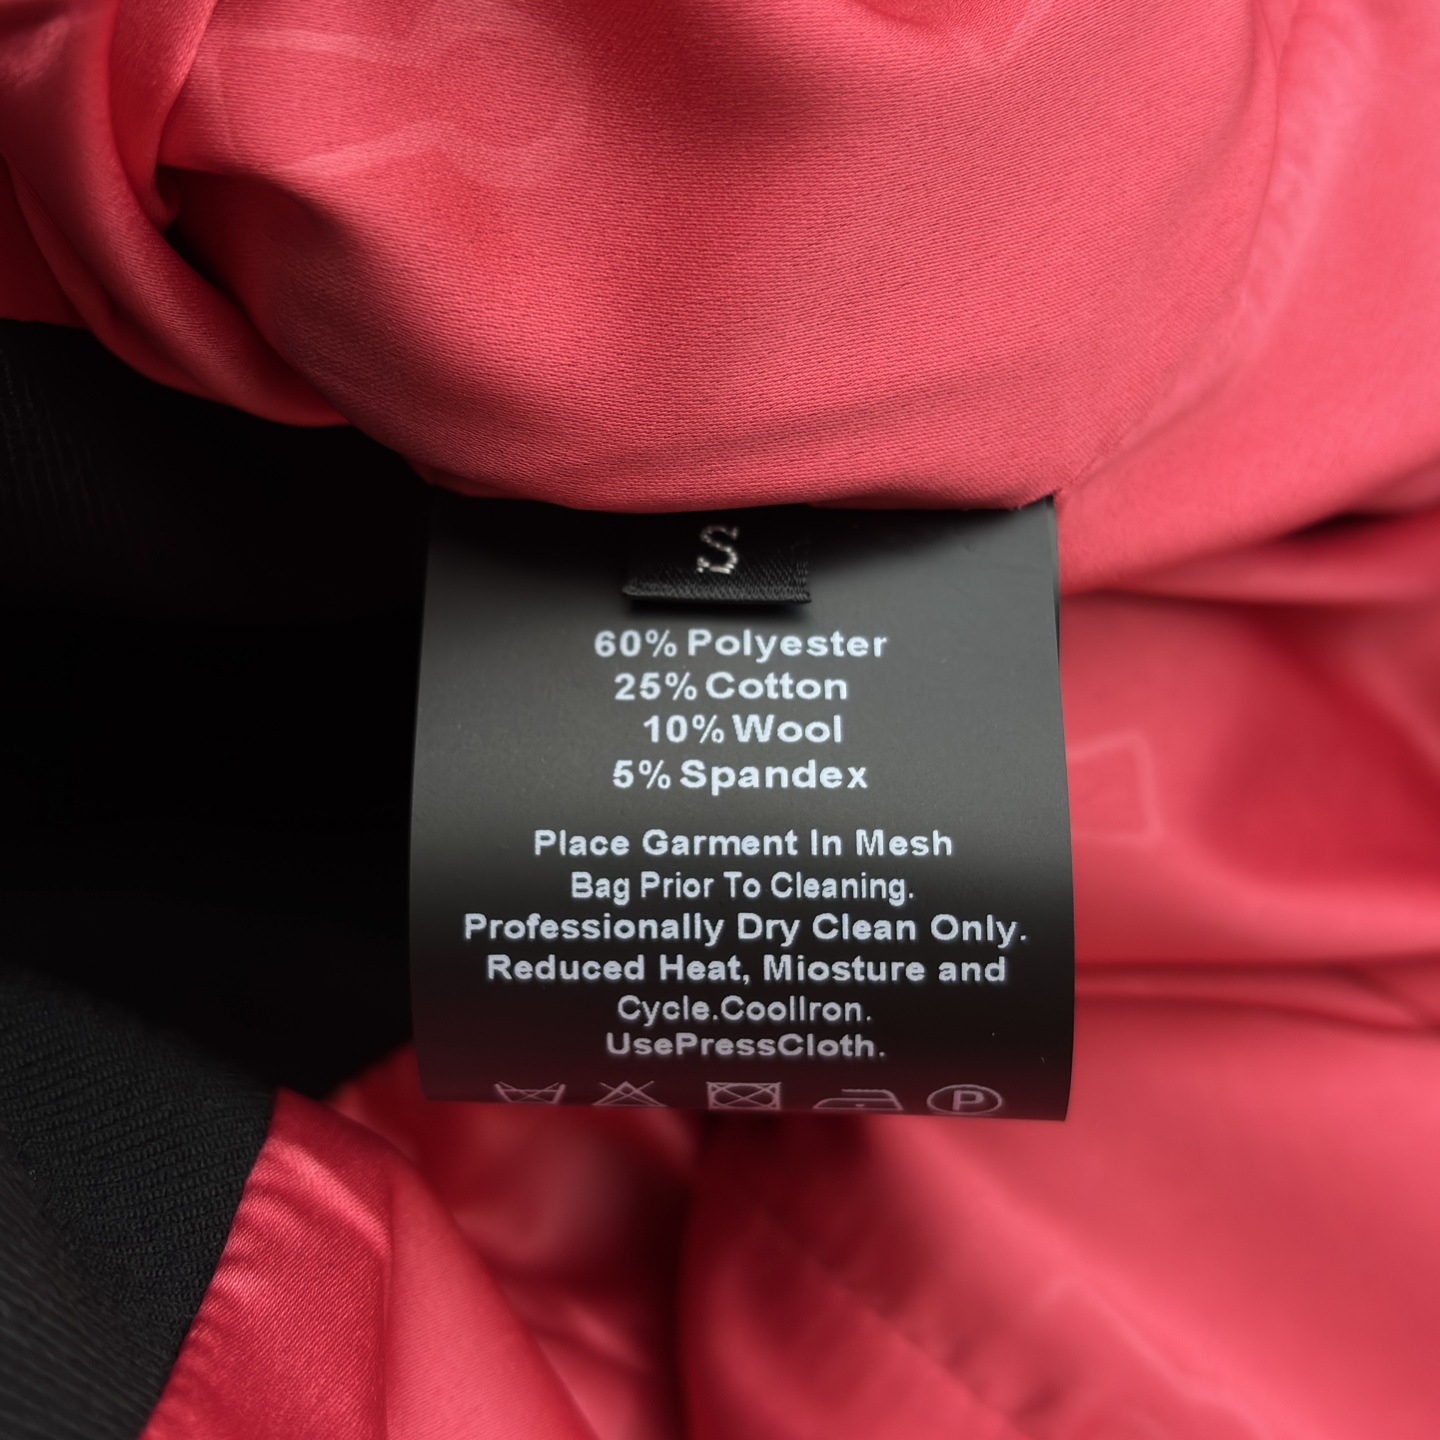 S
60% Polyester
25% Cotton
10% Wool
5% Spandex
Place Garment In Mesh
Bag Prior To Cleaning.
Professionally Dry Clean Only.
Reduced Heat, Miosture and
Cycle.CoolIron.
UsePressCloth.
P